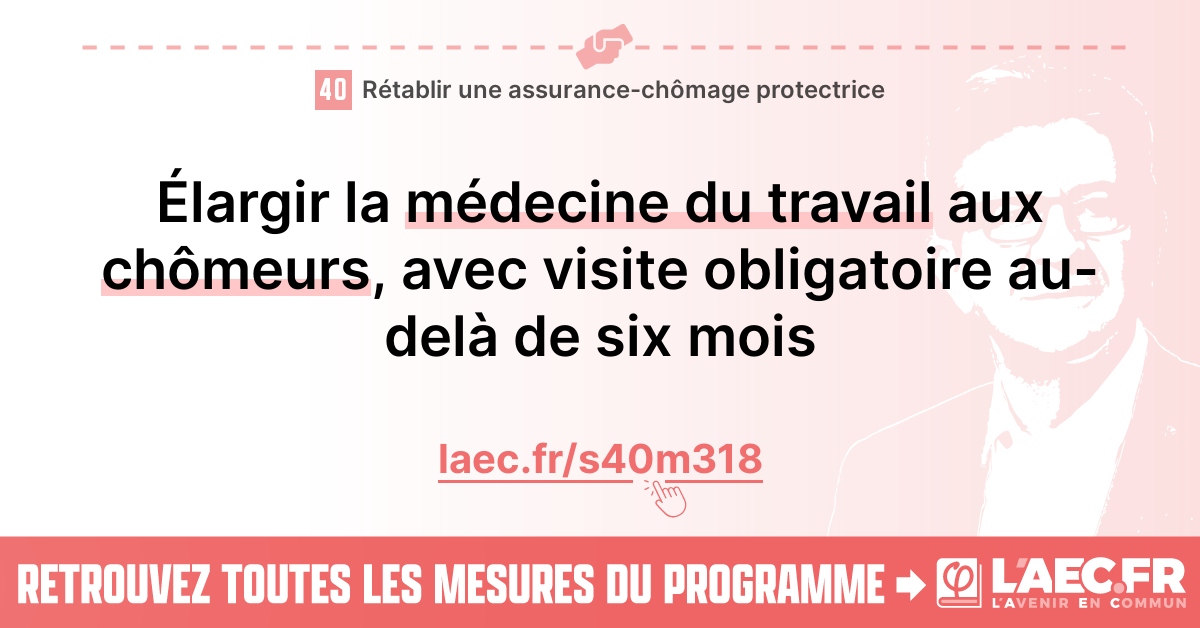 40 Rétablir une assurance-chômage protectrice
Élargir la médecine du travail aux
chômeurs, avec visite obligatoire au-
delà de six mois
laec.fr/s40m318
RETROUVEZ TOUTES LES MESURES DU PROGRAMME
L'AEC.FR
L'AVENIR EN COMMUN